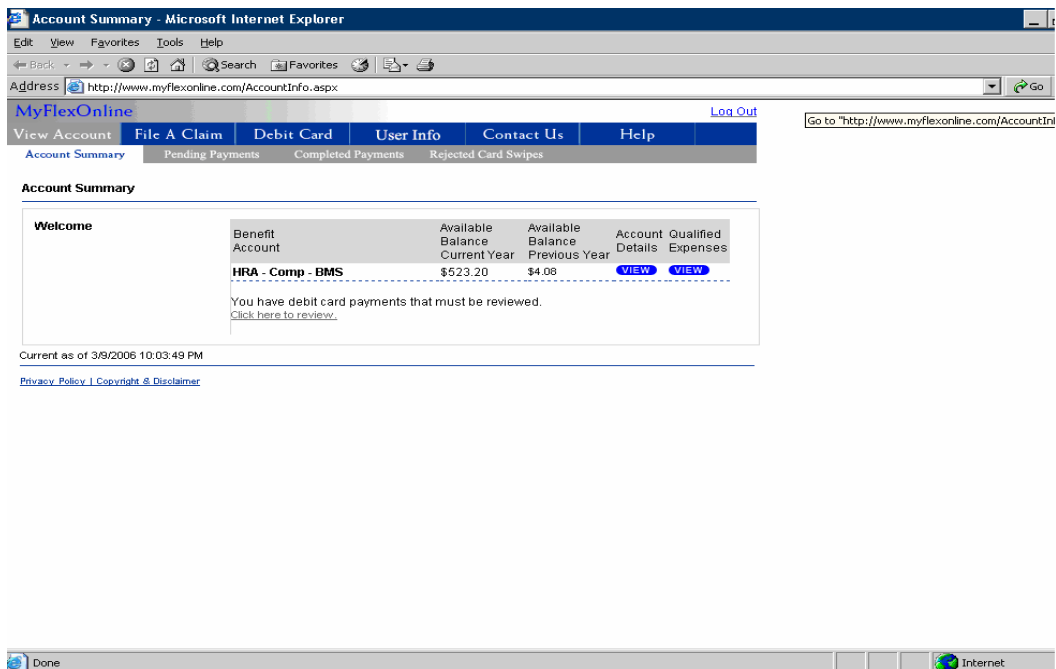 Account Summary - Microsoft Internet Explorer
Edit View Favorites Tools Help
Back Search Favorites
Address http://www.myflexonline.com/AccountInfo.aspx Go
MyFlexOnline Log Out
Go to "http://www.myflexonline.com/AccountInf
View Account File A Claim Debit Card User Info Contact Us Help
Account Summary Pending Payments Completed Payments Rejected Card Swipes
Account Summary
Welcome
Benefit Account
Available Balance Current Year
Available Balance Previous Year
Account Details
Qualified Expenses
HRA - Comp - BMS $523.20 $4.08 VIEW VIEW
You have debit card payments that must be reviewed.
Click here to review.
Current as of 3/9/2006 10:03:49 PM
Privacy Policy | Copyright & Disclaimer
Done Internet